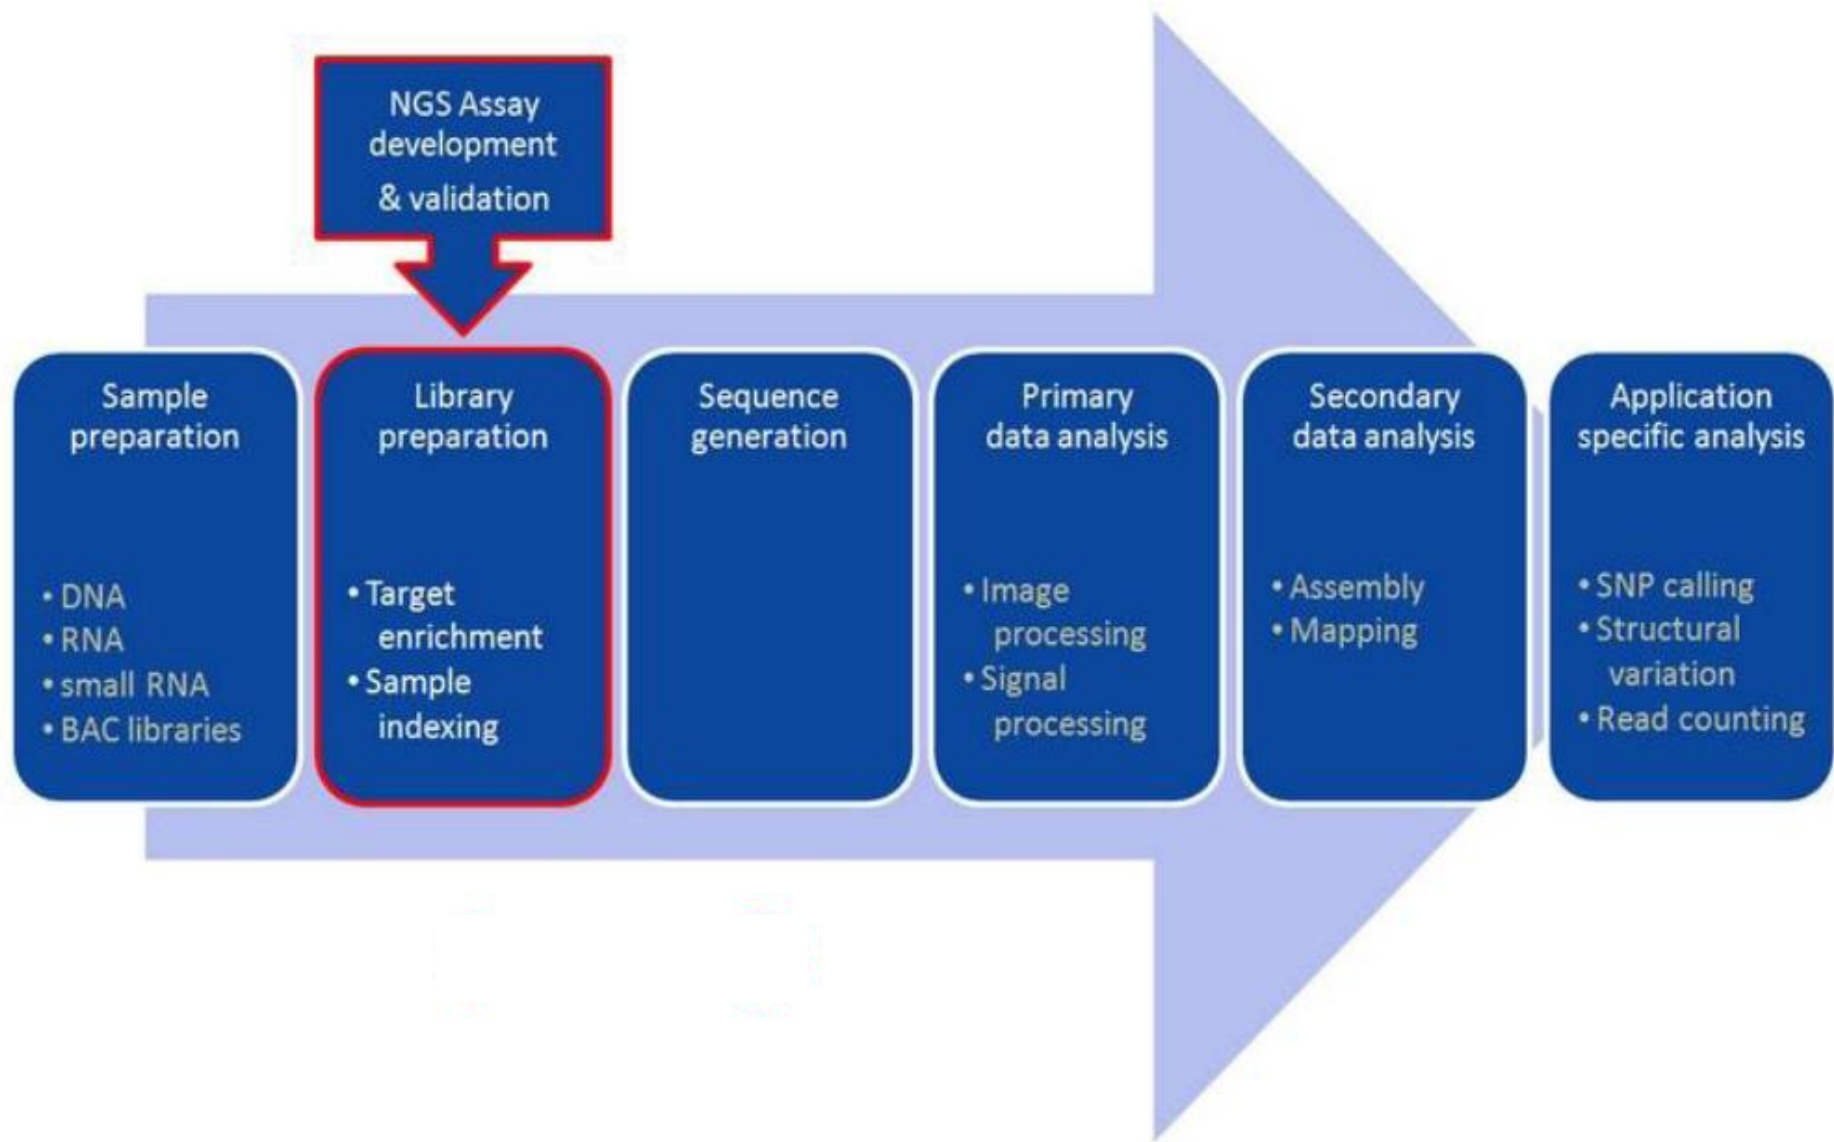 NGS Assay
development
& validation
Sample
preparation
• DNA
• RNA
• small RNA
• BAC libraries
Library
preparation
• Target
enrichment
• Sample
indexing
Sequence
generation
Primary
data analysis
• Image
processing
• Signal
processing
Secondary
data analysis
• Assembly
• Mapping
Application
specific analysis
• SNP calling
• Structural
variation
• Read counting